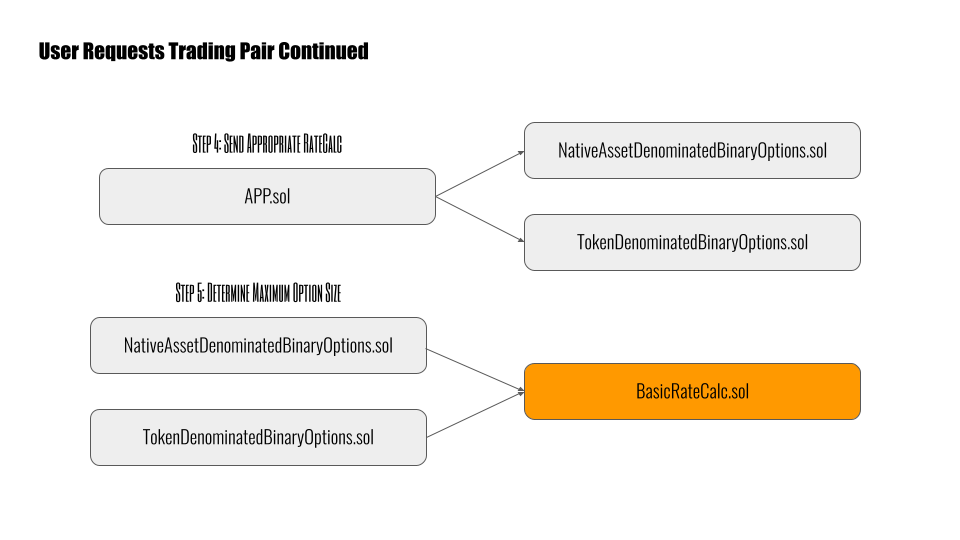 User Requests Trading Pair Continued
Step 4: Send Appropriate RateCalc
APP.sol
NativeAssetDenominatedBinaryOptions.sol
TokenDenominatedBinaryOptions.sol
Step 5: Determine Maximum Option Size
NativeAssetDenominatedBinaryOptions.sol
TokenDenominatedBinaryOptions.sol
BasicRateCalc.sol